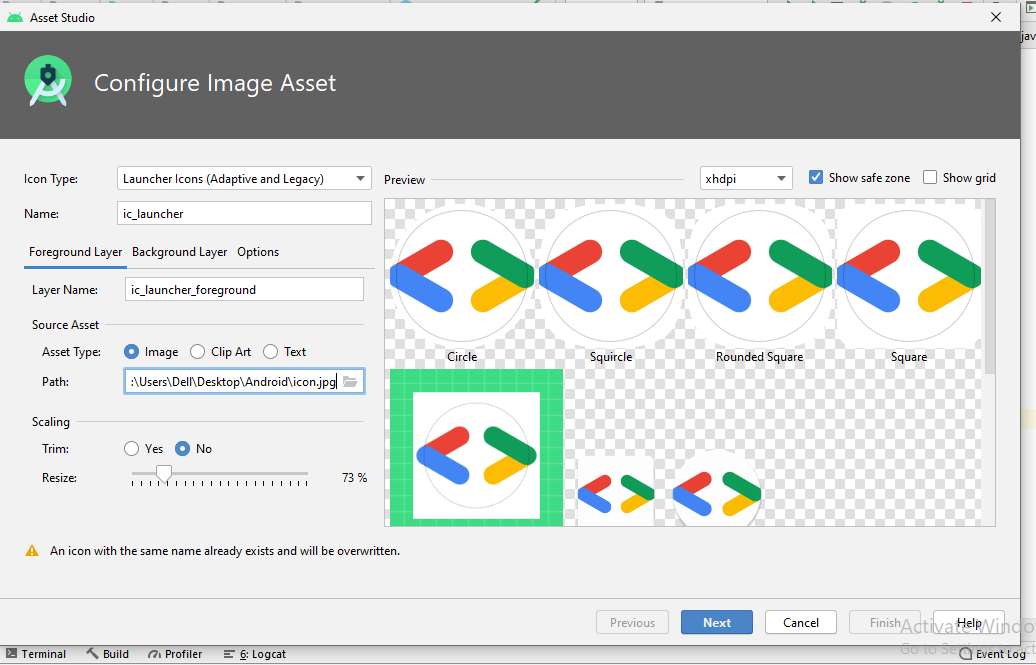 Asset Studio
Configure Image Asset
Icon Type: Launcher Icons (Adaptive and Legacy)
Name: ic_launcher
Foreground Layer Background Layer Options
Layer Name: ic_launcher_foreground
Source Asset
Asset Type: Image Clip Art Text
Path: :\Users\Dell\Desktop\Android\icon.jpg
Scaling
Trim: Yes No
Resize: 73 %
Preview xhdpi Show safe zone Show grid
Circle Squircle Rounded Square Square
An icon with the same name already exists and will be overwritten.
Previous Next Cancel Finish Help
Activate Windo
Go to Se
Terminal Build Profiler 6: Logcat Event Log
jav